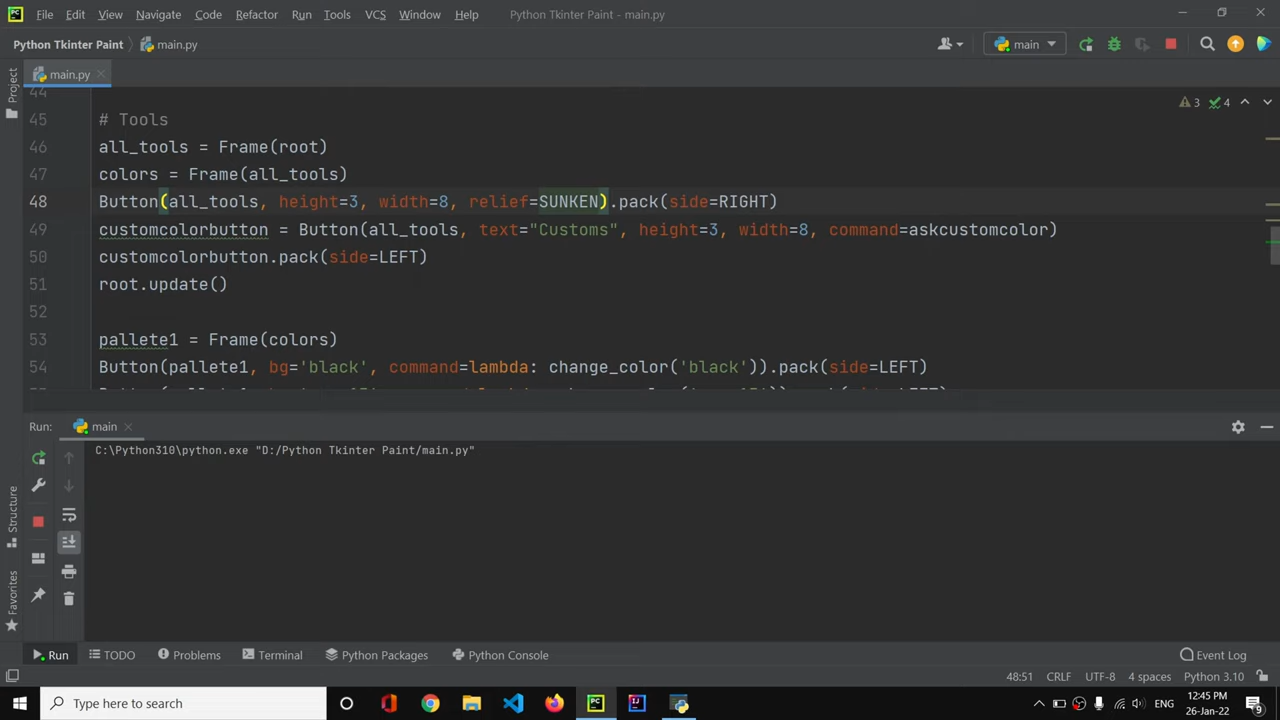 File Edit View Navigate Code Refactor Run Tools VCS Window Help Python Tkinter Paint - main.py
Python Tkinter Paint main.py main
Project
main.py
44
3 4
45 # Tools
46 all_tools = Frame(root)
47 colors = Frame(all_tools)
48 Button(all_tools, height=3, width=8, relief=SUNKEN).pack(side=RIGHT)
49 customcolorbutton = Button(all_tools, text="Customs", height=3, width=8, command=askcustomcolor)
50 customcolorbutton.pack(side=LEFT)
51 root.update()
52
53 pallete1 = Frame(colors)
54 Button(pallete1, bg='black', command=lambda: change_color('black')).pack(side=LEFT)
Run: main
C:\Python310\python.exe "D:/Python Tkinter Paint/main.py"
Structure
Favorites
Run TODO Problems Terminal Python Packages Python Console Event Log
48:51 CRLF UTF-8 4 spaces Python 3.10
Type here to search
ENG 12:45 PM
26-Jan-22
9